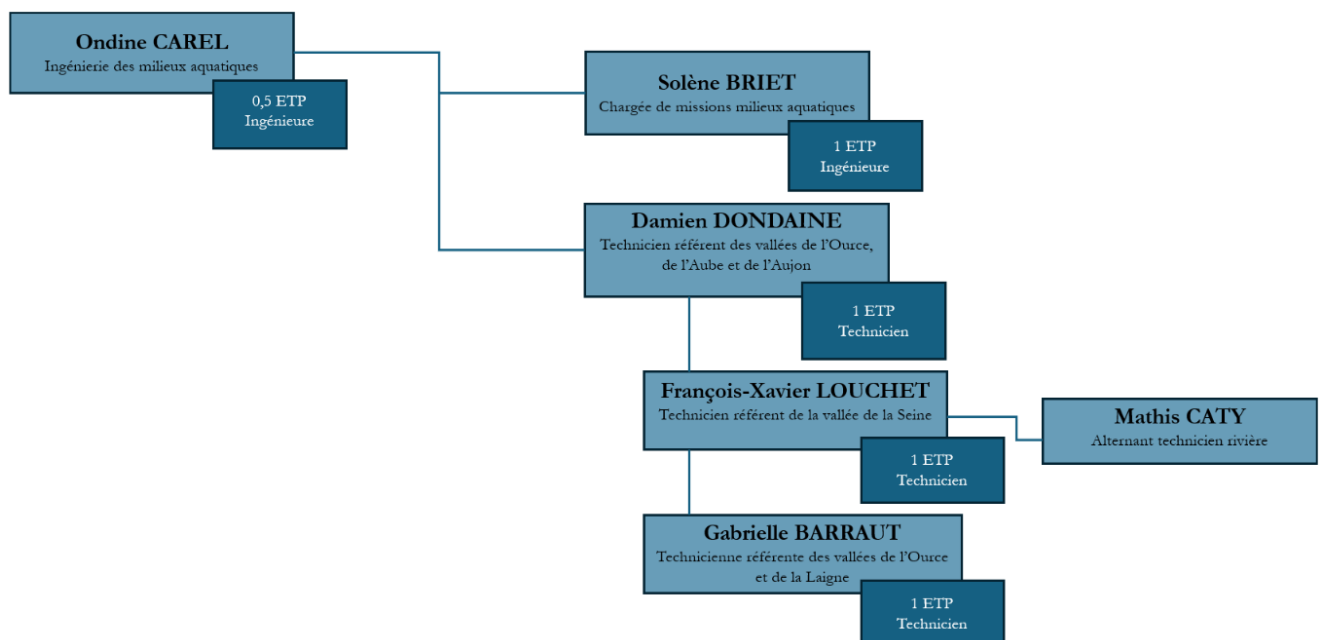 Ondine CAREL
Ingénierie des milieux aquatiques
0,5 ETP
Ingénieure
Solène BRIET
Chargée de missions milieux aquatiques
1 ETP
Ingénieure
Damien DONDAINE
Technicien référent des vallées de l'Ource,
de l'Aube et de l'Aujon
1 ETP
Technicien
François-Xavier LOUCHET
Technicien référent de la vallée de la Seine
1 ETP
Technicien
Mathis CATY
Alternant technicien rivière
Gabrielle BARRAUT
Technicienne référente des vallées de l'Ource
et de la Laigne
1 ETP
Technicien